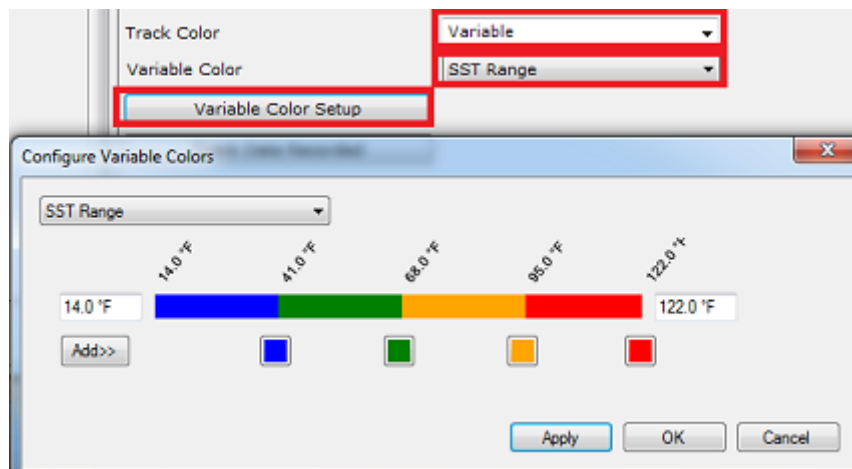 Track Color Variable
Variable Color SST Range
Variable Color Setup
Configure Variable Colors
SST Range
14.0 °F 41.0 °F 68.0 °F 95.0 °F 122.0 °F
14.0 °F 122.0 °F
Add>>
Apply OK Cancel